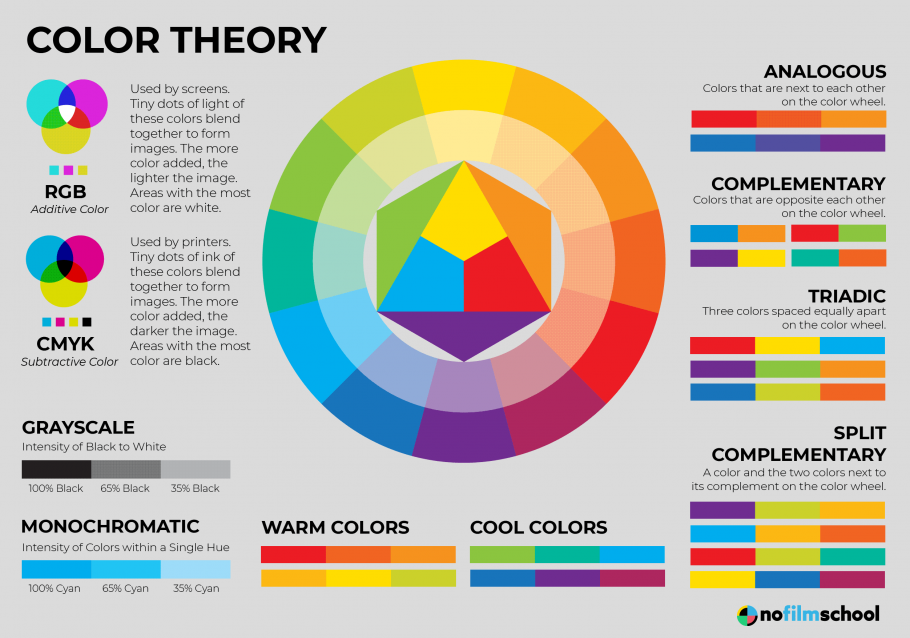 COLOR THEORY
Used by screens.
Tiny dots of light of
these colors blend
together to form
images. The more
color added, the
lighter the image.
Areas with the most
color are white.
RGB
Additive Color
Used by printers.
Tiny dots of ink of
these colors blend
together to form
images. The more
color added, the
darker the image.
Areas with the most
color are black.
CMYK
Subtractive Color
GRAYSCALE
Intensity of Black to White
100% Black 65% Black 35% Black
MONOCHROMATIC
Intensity of Colors within a Single Hue
100% Cyan 65% Cyan 35% Cyan
WARM COLORS
COOL COLORS
ANALOGOUS
Colors that are next to each other
on the color wheel.
COMPLEMENTARY
Colors that are opposite each other
on the color wheel.
TRIADIC
Three colors spaced equally apart
on the color wheel.
SPLIT
COMPLEMENTARY
A color and the two colors next to
its complement on the color wheel.
nofilmschool